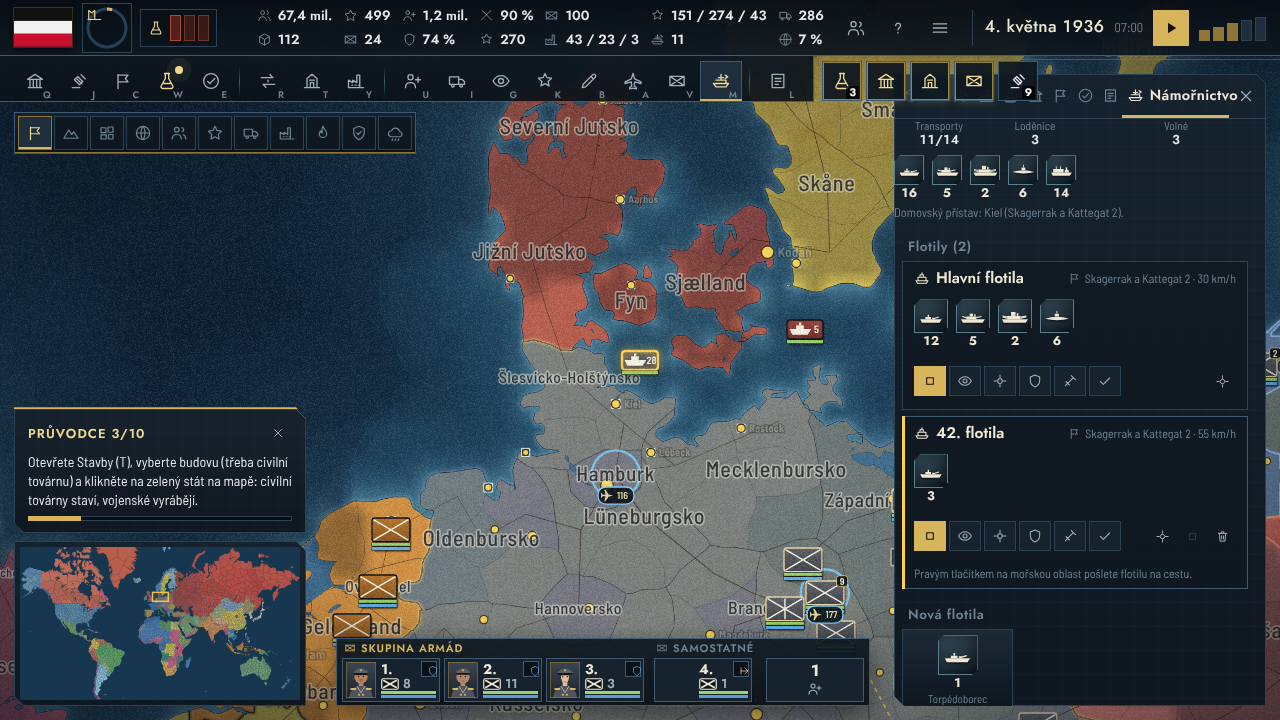 67,4 mil. 499 1,2 mil. 90 % 100 151 / 274 / 43 286
112 24 74 % 270 43 / 23 / 3 11 7 %
4. května 1936 07:00
Q J C W E R T Y U I G K B A V M L
3 9
Námořnictvo
Transporty Loděnice Volné
11/14 3 3
16 5 2 6 14
Domovský přístav: Kiel (Skagerrak a Kattegat 2).
Flotily (2)
Hlavní flotila Skagerrak a Kattegat 2 · 30 km/h
12 5 2 6
42. flotila Skagerrak a Kattegat 2 · 55 km/h
3
Pravým tlačítkem na mořskou oblast pošlete flotilu na cestu.
Nová flotila
1
Torpédoborec
Severní Jutsko
Aarhus
Skåne
Jižní Jutsko
Kodaň
Sjælland
Fyn
5
28
Šlesvicko-Holštýnsko
Kiel
Rostock
Lübeck
Hamburk
116
Mecklenbursko
Západní
Lüneburgsko
Oldenbursko
Hannoversko
9
177
Magdeburg
2
PRŮVODCE 3/10
Otevřete Stavby (T), vyberte budovu (třeba civilní
továrnu) a klikněte na zelený stát na mapě: civilní
továrny staví, vojenské vyrábějí.
SKUPINA ARMÁD SAMOSTATNÉ
1. 8 2. 11 3. 3 4. 1 1